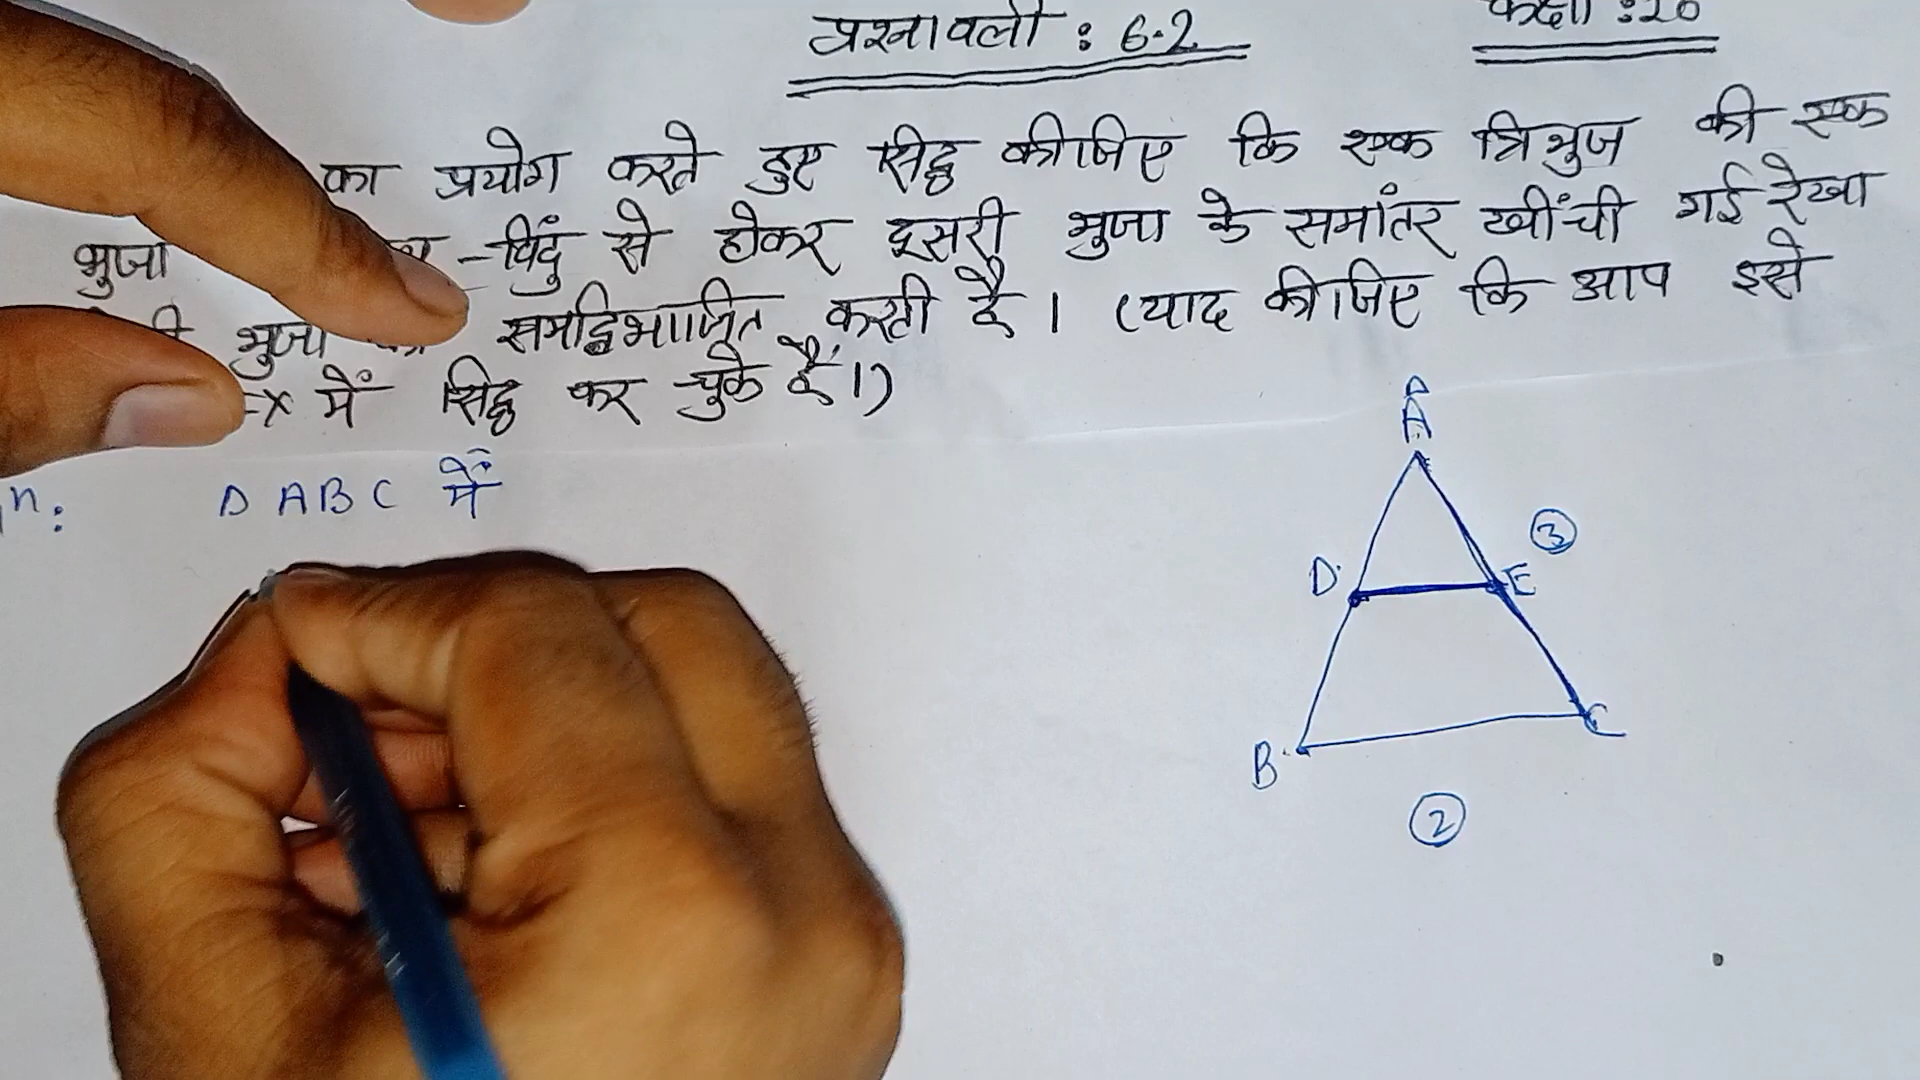 प्रश्नावली : 6.2
कक्षा : 10
का प्रयोग करते हुए सिद्ध कीजिए कि एक त्रिभुज की एक
भुजा -बिंदु से होकर दूसरी भुजा के समांतर खींची गई रेखा
भुजा को समद्विभाजित करती है । (याद कीजिए कि आप इसे
-X में सिद्ध कर चुके हैं ।)
n: Δ ABC में
A
③
D E
B C
②